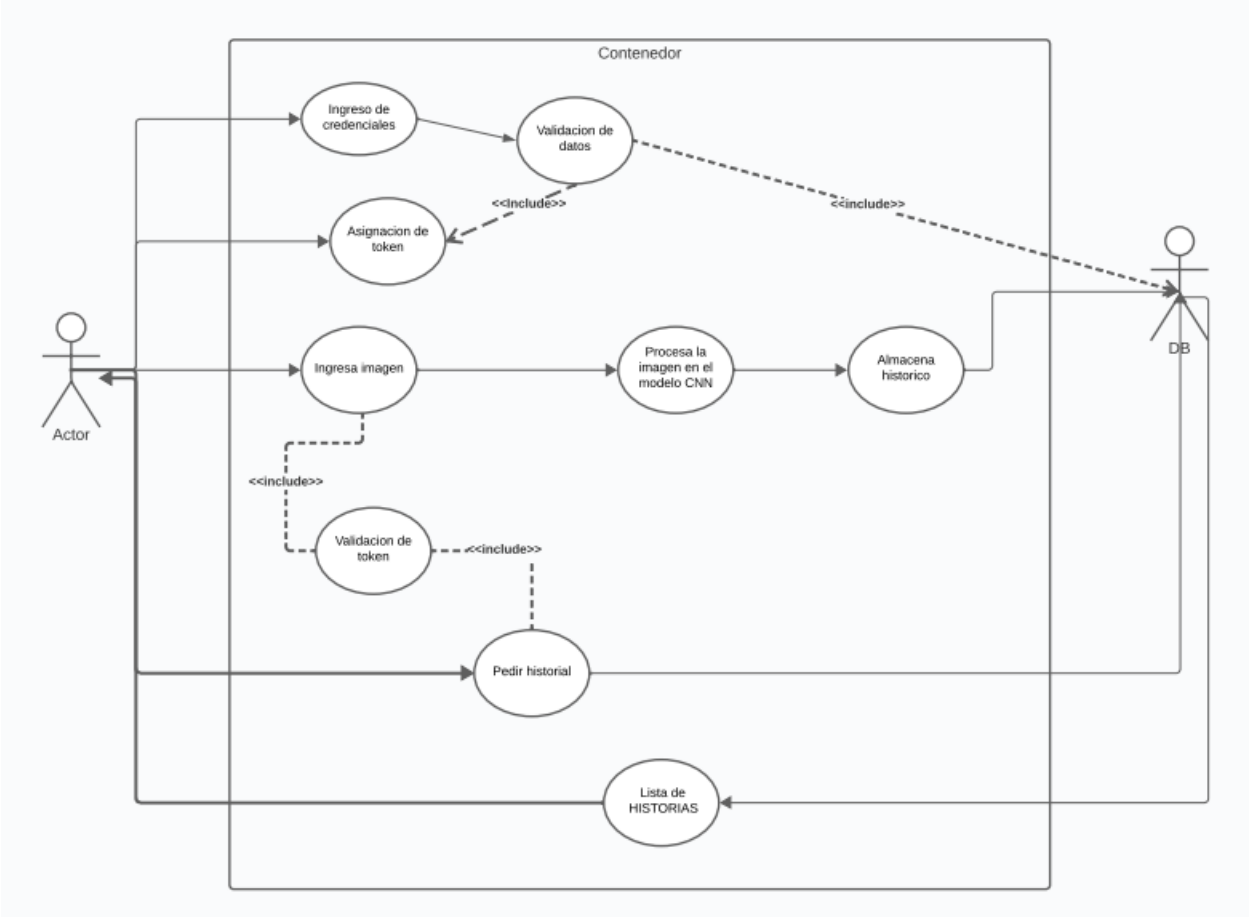 Contenedor
Ingreso de
credenciales
Validacion de
datos
<<Include>>
<<include>>
Asignacion de
token
Ingresa imagen
Procesa la
imagen en el
modelo CNN
Almacena
historico
DB
Actor
<<include>>
Validacion de
token
<<include>>
Pedir historial
Lista de
HISTORIAS